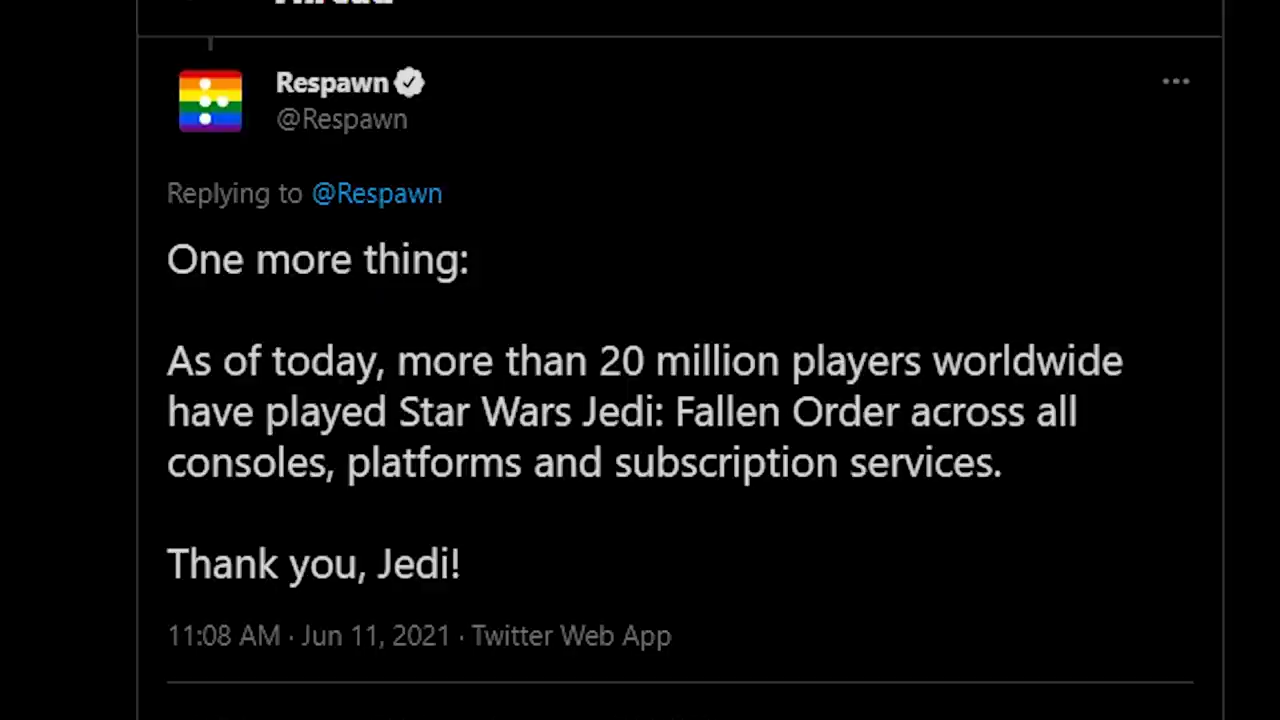 Thread
Respawn
@Respawn
Replying to @Respawn
One more thing:
As of today, more than 20 million players worldwide
have played Star Wars Jedi: Fallen Order across all
consoles, platforms and subscription services.
Thank you, Jedi!
11:08 AM · Jun 11, 2021 · Twitter Web App